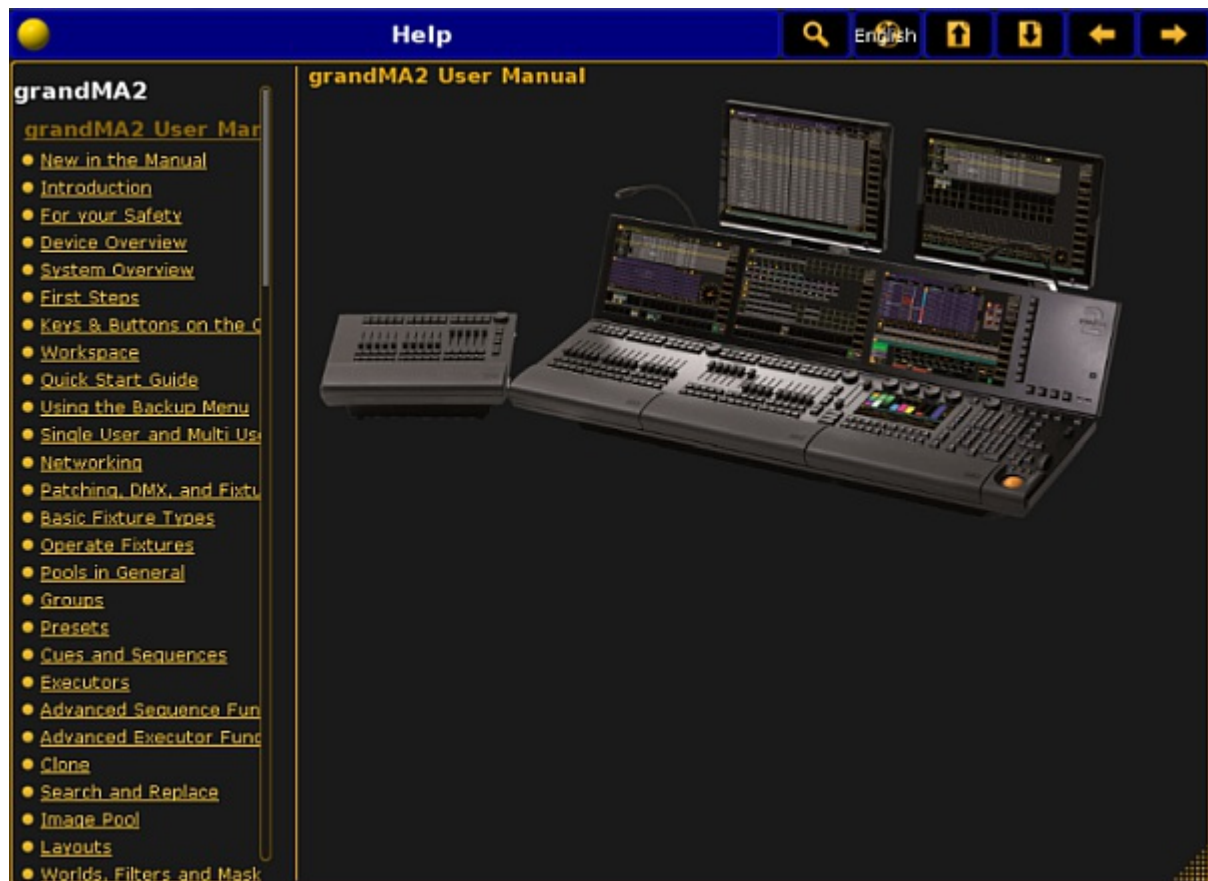 Help
English
grandMA2
grandMA2 User Man
New in the Manual
Introduction
For your Safety
Device Overview
System Overview
First Steps
Keys & Buttons on the C
Workspace
Quick Start Guide
Using the Backup Menu
Single User and Multi Use
Networking
Patching, DMX, and Fixtu
Basic Fixture Types
Operate Fixtures
Pools in General
Groups
Presets
Cues and Sequences
Executors
Advanced Sequence Fun
Advanced Executor Func
Clone
Search and Replace
Image Pool
Layouts
Worlds, Filters and Mask
grandMA2 User Manual